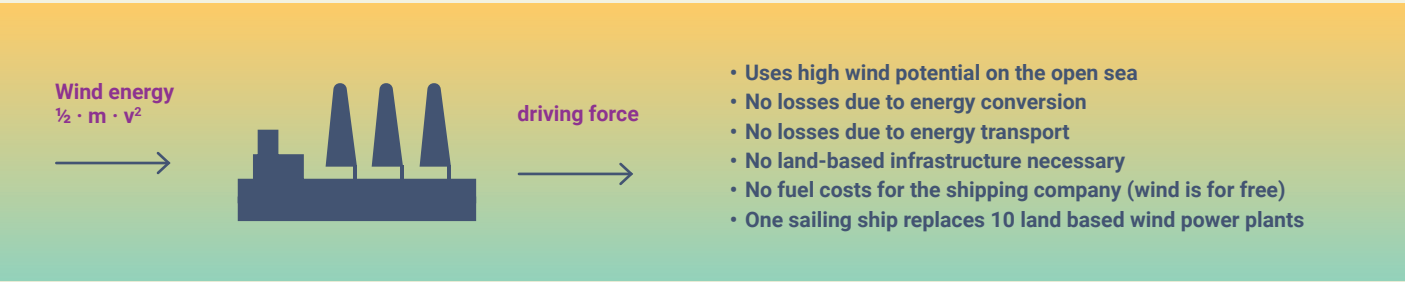 Wind energy
½ · m · v²
driving force
• Uses high wind potential on the open sea
• No losses due to energy conversion
• No losses due to energy transport
• No land-based infrastructure necessary
• No fuel costs for the shipping company (wind is for free)
• One sailing ship replaces 10 land based wind power plants